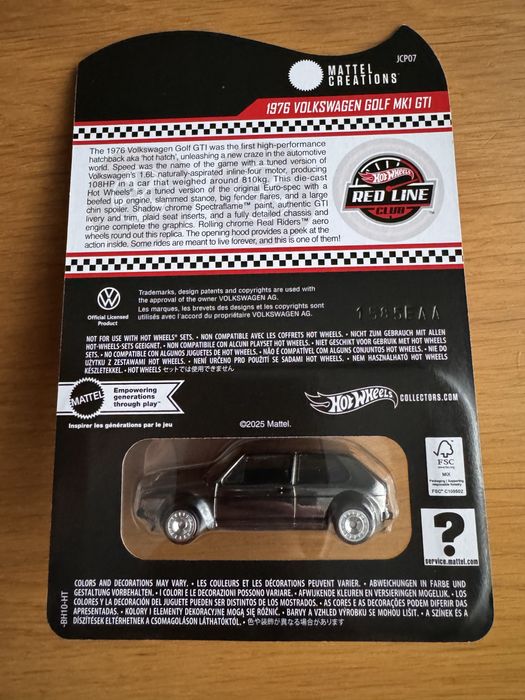 JCP07
MATTEL
CREATIONS™
1976 VOLKSWAGEN GOLF MK1 GTI
The 1976 Volkswagen Golf GTI was the first high-performance
hatchback aka 'hot hatch', unleashing a new craze in the automotive
world. Speed was the name of the game with a tuned version of
Volkswagen's 1.6L naturally-aspirated inline-four motor, producing
108HP in a car that weighed around 810kg. This die-cast
Hot Wheels® is a tuned version of the original Euro-spec with a
beefed up engine, slammed stance, big fender flares, and a large
chin spoiler. Shadow chrome Spectraflame™ paint, authentic GTI
livery and trim, plaid seat inserts, and a fully detailed chassis and
engine complete the graphics. Rolling chrome Real Riders™ aero
wheels round out this replica. The opening hood provides a peek at the
action inside. Some rides are meant to live forever, and this is one of them!
HOT WHEELS
RED LINE
CLUB
Official Licensed
Product
Trademarks, design patents and copyrights are used with
the approval of the owner VOLKSWAGEN AG.
Les marques, les brevets de designs et les copyrights sont
utilisés avec l'accord du propriétaire VOLKSWAGEN AG.
1585EAA
NOT FOR USE WITH HOT WHEELS™ SETS. • NON COMPATIBLE AVEC LES COFFRETS HOT WHEELS. • NICHT ZUM GEBRAUCH MIT ALLEN
HOT-WHEELS-SETS GEEIGNET. • NON COMPATIBILE CON ALCUNI PLAYSET HOT WHEELS. • NIET GESCHIKT VOOR GEBRUIK MET HOT WHEELS
SETS. • NO COMPATIBLE CON ALGUNOS JUGUETES DE HOT WHEELS. • NÃO É COMPATÍVEL COM ALGUNS CONJUNTOS HOT WHEELS. • NIE DO
UŻYTKU Z ZESTAWAMI HOT WHEELS. • NENÍ URČENO PRO POUŽITÍ SE SADAMI HOT WHEELS. • NEM HASZNÁLHATÓ HOT WHEELS
KÉSZLETEKKEL. • HOT WHEELS セットでは使用できません
MATTEL
Empowering
generations
through play™
Inspirer les générations par le jeu
HOT WHEELS COLLECTORS.COM
©2025 Mattel.
FSC
www.fsc.org
MIX
Packaging | Supporting
responsible forestry
FSC® C109502
?
service.mattel.com
-BH10-HT
COLORS AND DECORATIONS MAY VARY. • LES COULEURS ET LES DÉCORATIONS PEUVENT VARIER. • ABWEICHUNGEN IN FARBE UND
GESTALTUNG VORBEHALTEN. • I COLORI E LE DECORAZIONI POSSONO VARIARE. • AFWIJKENDE KLEUREN EN VERSIERINGEN MOGELIJK. • LOS
COLORES Y LA DECORACIÓN DEL JUGUETE PUEDEN SER DISTINTOS DE LOS MOSTRADOS. • AS CORES E AS DECORAÇÕES PODEM DIFERIR DAS
APRESENTADAS. • KOLORY I ELEMENTY DEKORACYJNE MOGĄ SIĘ RÓŻNIĆ. • BARVY A VZHLED VÝROBKU SE MOHOU LIŠIT. • A SZÍNEK ÉS A
DÍSZÍTÉSEK ELTÉRHETNEK A CSOMAGOLÁSON LÁTHATÓKTÓL. • 色や装飾が異なる場合があります